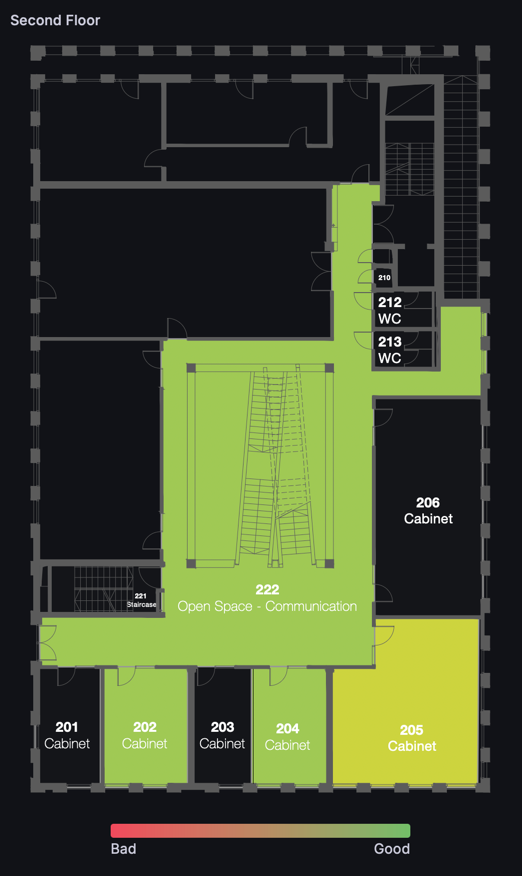 Second Floor
210
212
WC
213
WC
206
Cabinet
222
Open Space - Communication
221
Staircase
201
Cabinet
202
Cabinet
203
Cabinet
204
Cabinet
205
Cabinet
Bad
Good